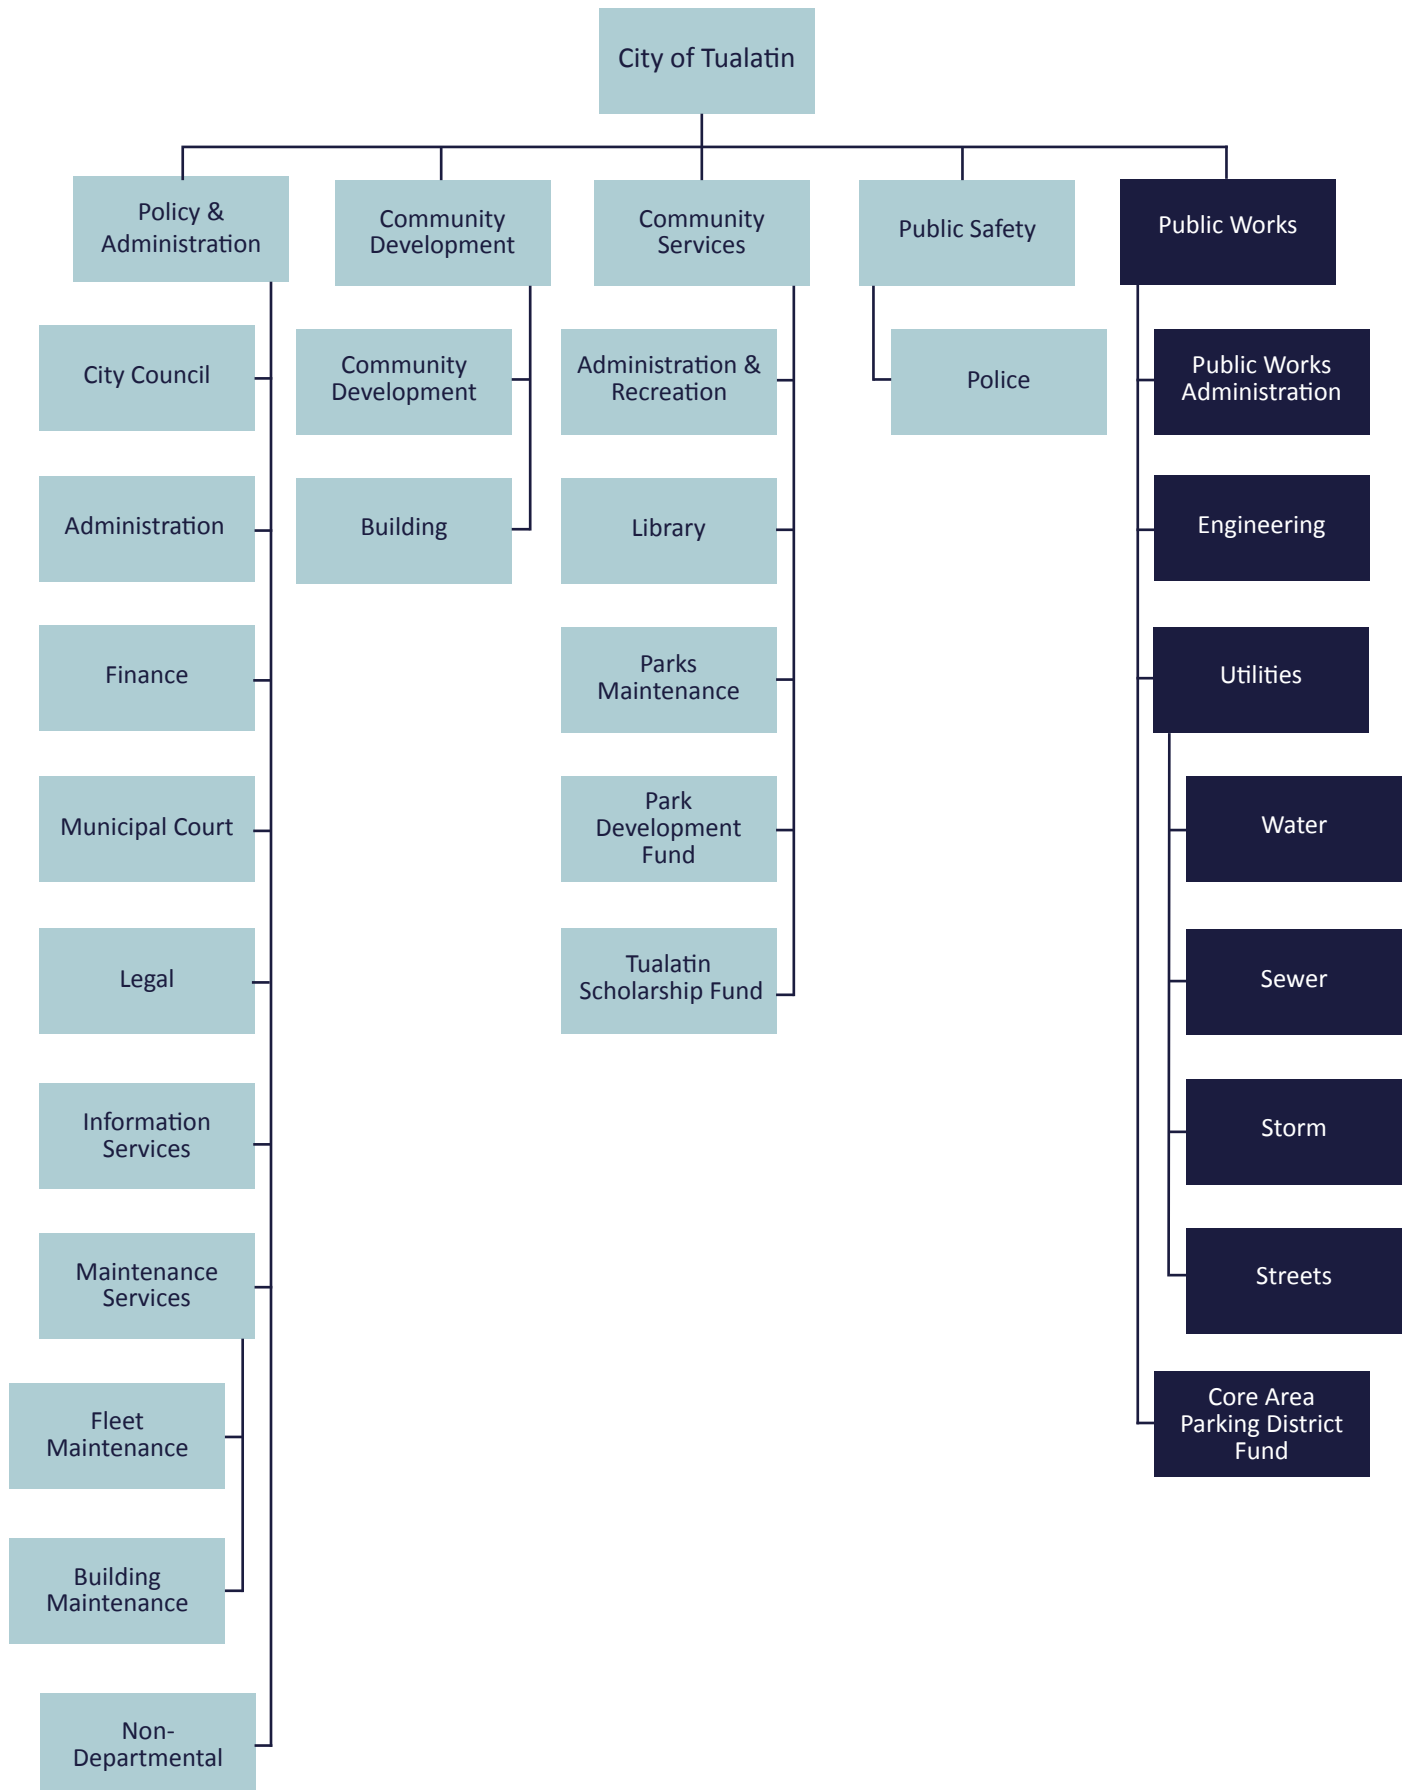 City of Tualatin
Policy &
Administration
Community
Development
Community
Services
Public Safety
Public Works
City Council
Administration
Finance
Municipal Court
Legal
Information
Services
Maintenance
Services
Fleet
Maintenance
Building
Maintenance
Non-
Departmental
Community
Development
Building
Administration &
Recreation
Library
Parks
Maintenance
Park
Development
Fund
Tualatin
Scholarship Fund
Police
Public Works
Administration
Engineering
Utilities
Water
Sewer
Storm
Streets
Core Area
Parking District
Fund